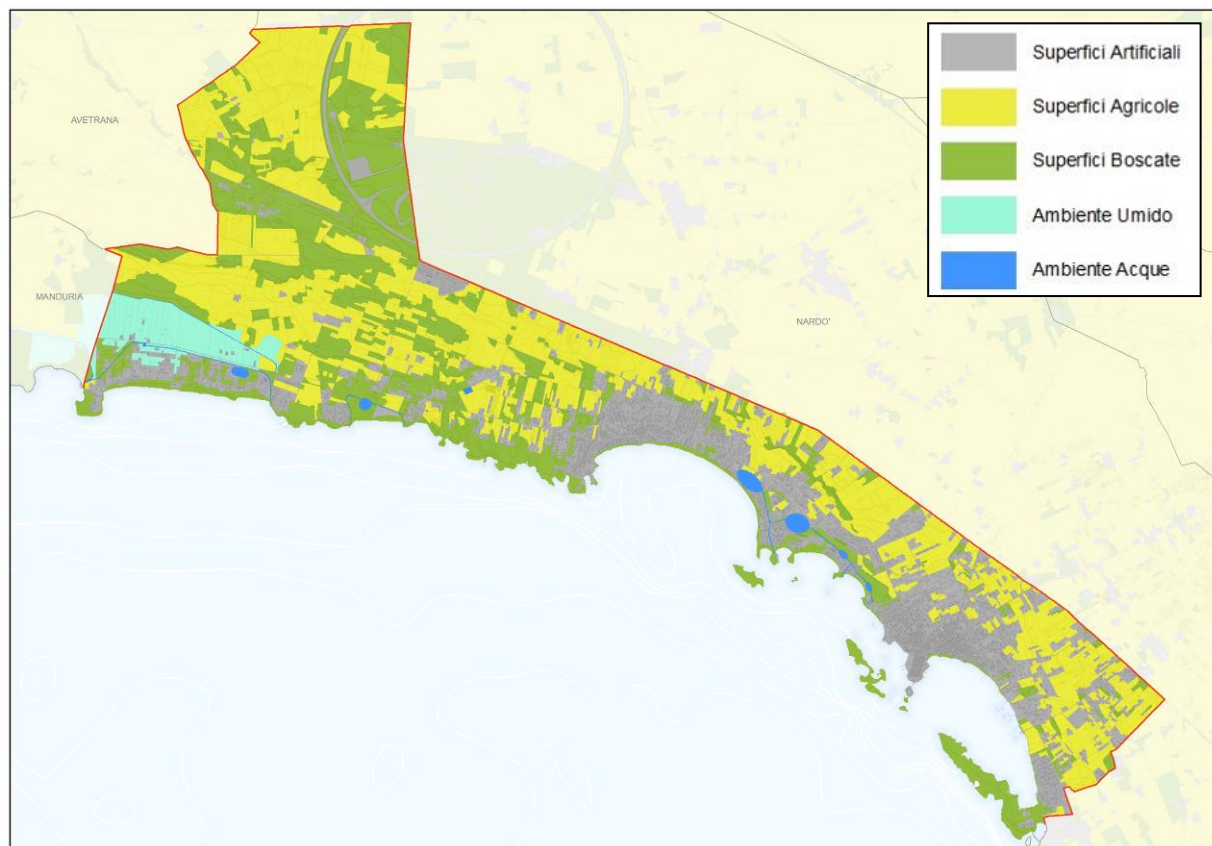 Superfici Artificiali
Superfici Agricole
Superfici Boscate
Ambiente Umido
Ambiente Acque
AVETRANA
MANDURIA
NARDO'